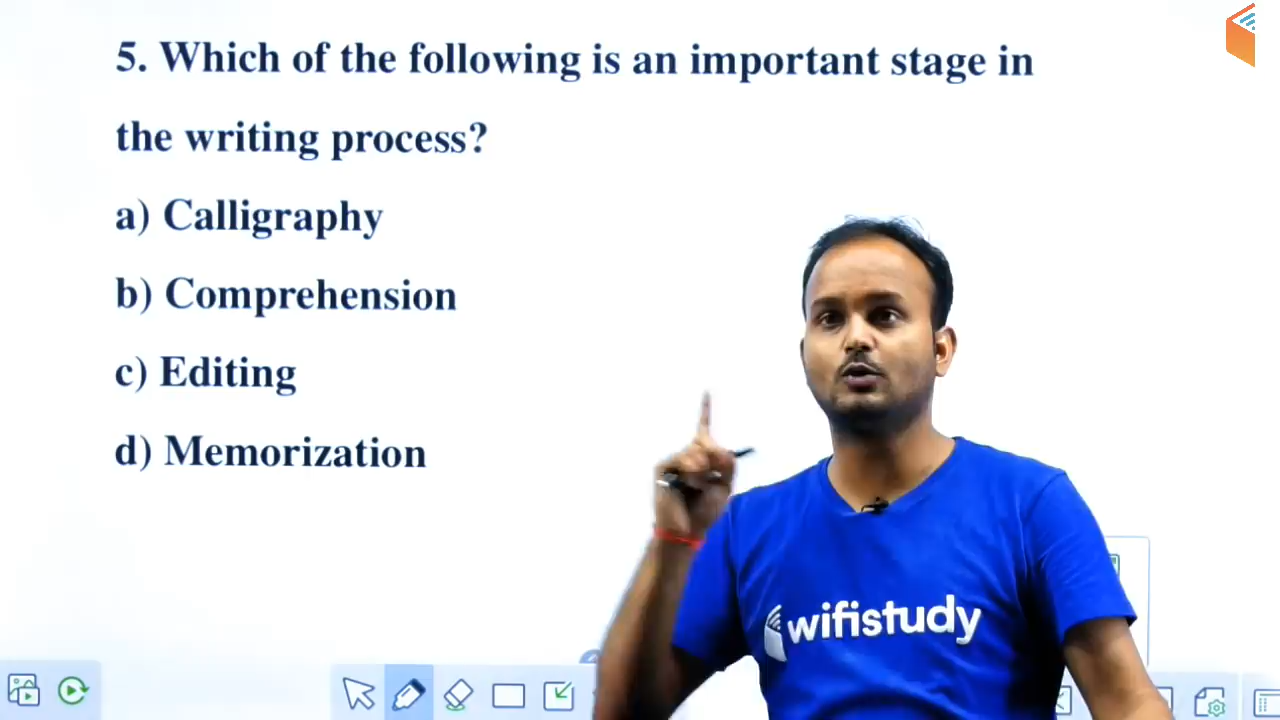 5. Which of the following is an important stage in
the writing process?
a) Calligraphy
b) Comprehension
c) Editing
d) Memorization
wifistudy